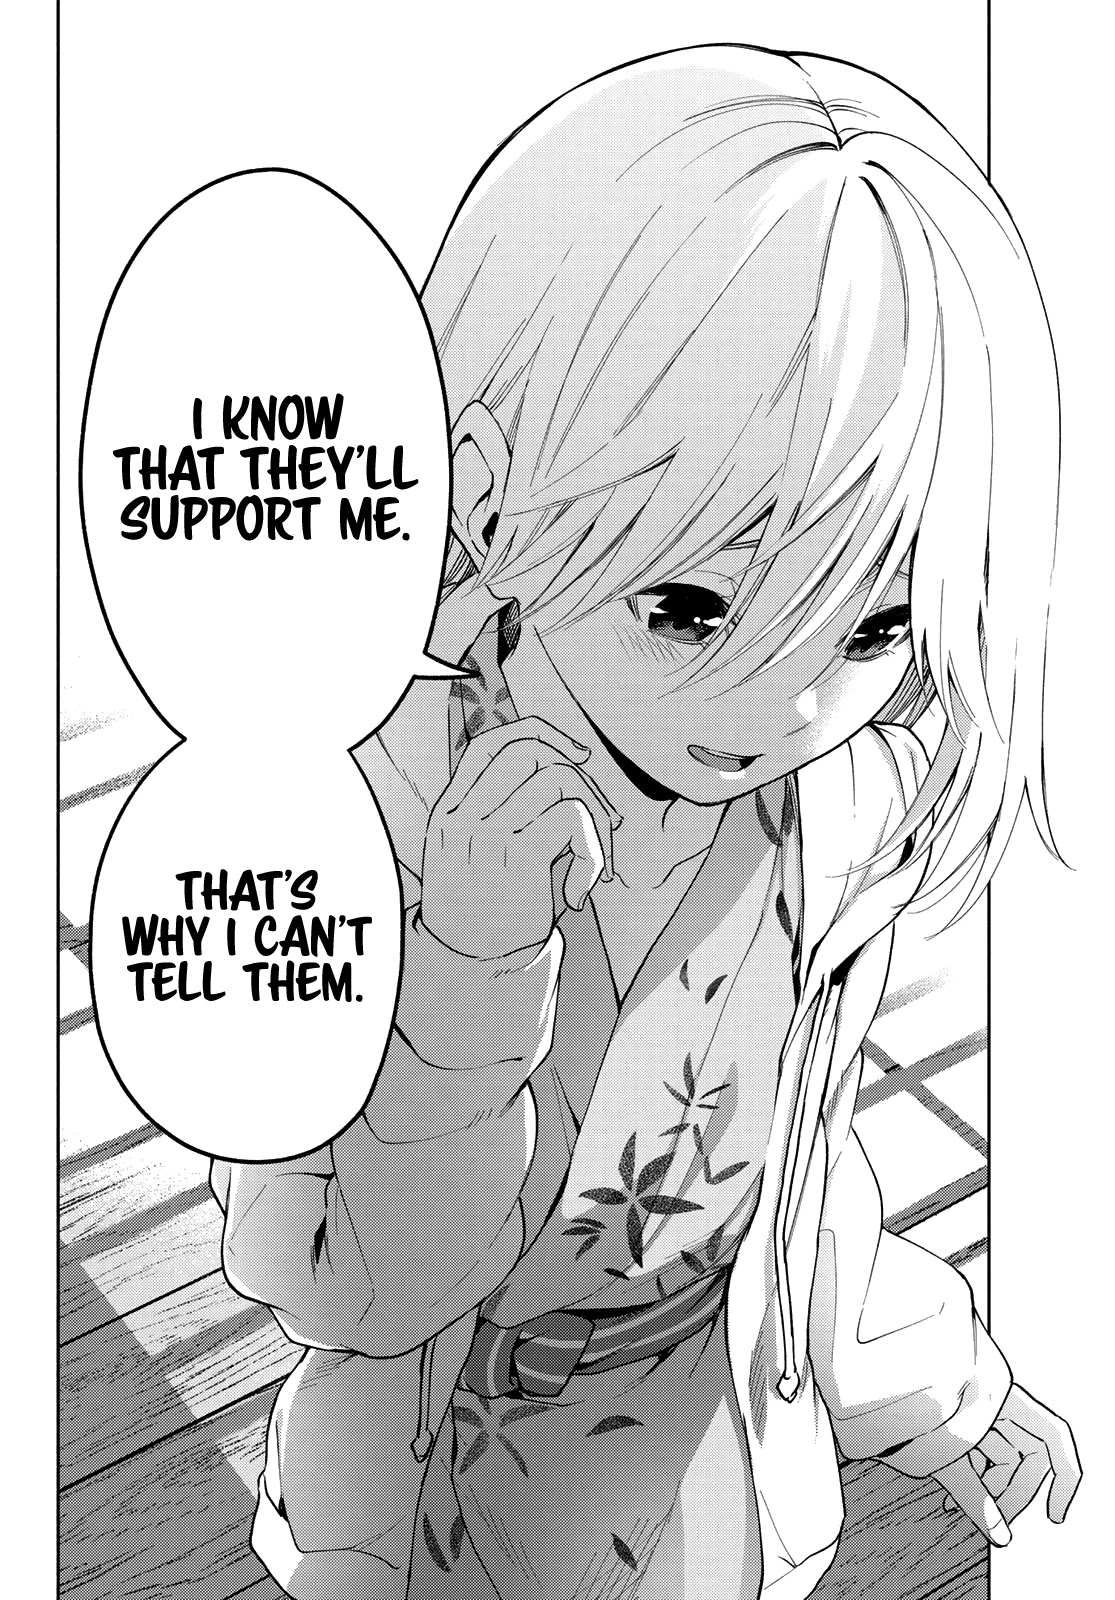 I KNOW
THAT THEY'LL
SUPPORT ME.
THAT'S
WHY I CAN'T
TELL THEM.